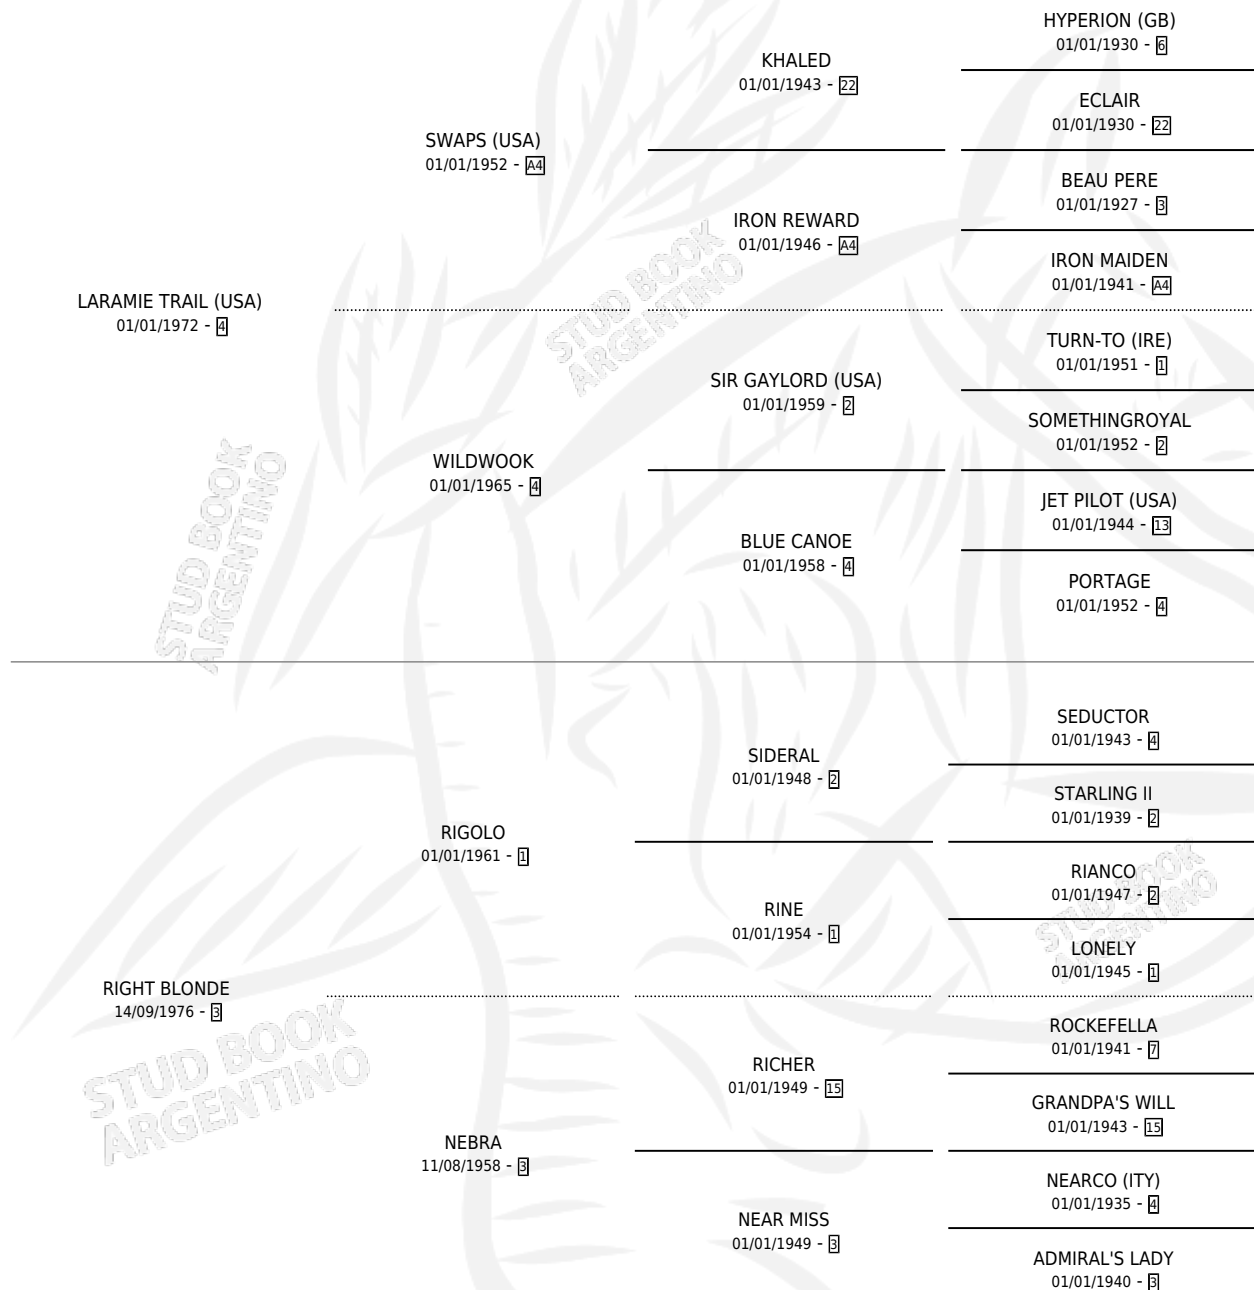 HYPERION (GB)
01/01/1930 - 6
KHALED
01/01/1943 - 22
ECLAIR
01/01/1930 - 22
SWAPS (USA)
01/01/1952 - A4
BEAU PERE
01/01/1927 - 3
IRON REWARD
01/01/1946 - A4
IRON MAIDEN
01/01/1941 - A4
LARAMIE TRAIL (USA)
01/01/1972 - 4
STUD BOOK
ARGENTINO
TURN-TO (IRE)
01/01/1951 - 1
SIR GAYLORD (USA)
01/01/1959 - 2
SOMETHINGROYAL
01/01/1952 - 2
WILDWOOK
01/01/1965 - 4
JET PILOT (USA)
01/01/1944 - 13
BLUE CANOE
01/01/1958 - 4
PORTAGE
01/01/1952 - 4
STUD BOOK
ARGENTINO
SEDUCTOR
01/01/1943 - 4
SIDERAL
01/01/1948 - 2
STARLING II
01/01/1939 - 2
RIGOLO
01/01/1961 - 1
RIANCO
01/01/1947 - 2
RINE
01/01/1954 - 1
LONELY
01/01/1945 - 1
STUD BOOK
ARGENTINO
RIGHT BLONDE
14/09/1976 - 3
STUD BOOK
ARGENTINO
ROCKEFELLA
01/01/1941 - 7
RICHER
01/01/1949 - 15
GRANDPA'S WILL
01/01/1943 - 15
NEBRA
11/08/1958 - 3
NEARCO (ITY)
01/01/1935 - 4
NEAR MISS
01/01/1949 - 3
ADMIRAL'S LADY
01/01/1940 - 3